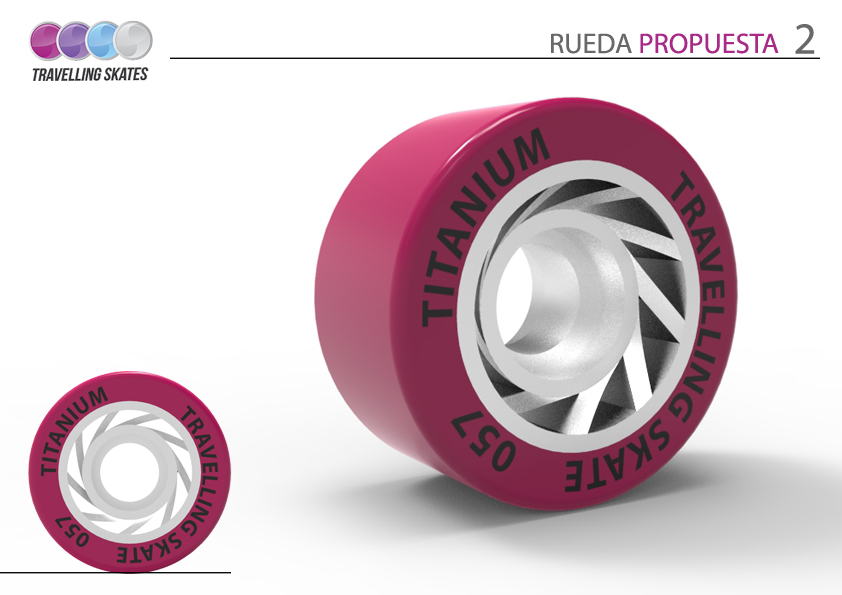 TRAVELLING SKATES
RUEDA PROPUESTA 2
TITANIUM
TRAVELLING SKATE
057
TITANIUM
TRAVELLING SKATE
057